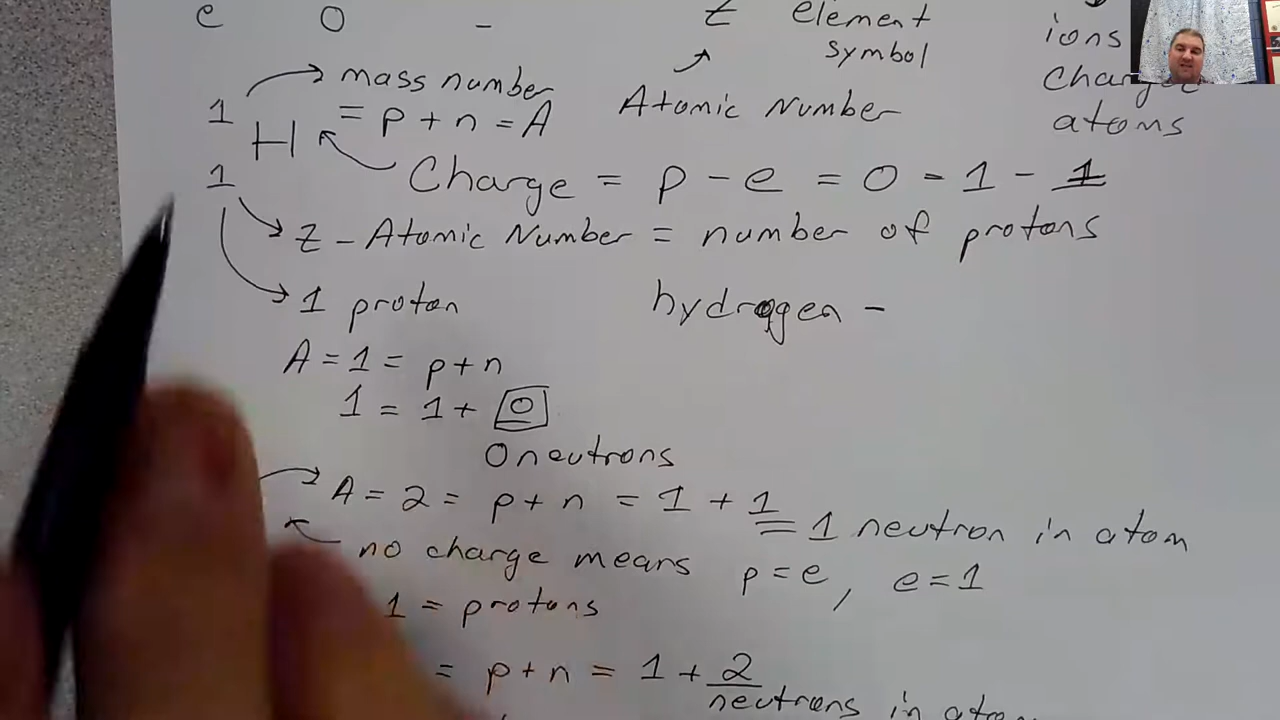 e 0 - Z element
symbol
ions
1 mass number
= p + n = A
Atomic Number
atoms
H
1 Charge = p - e = 0 - 1 - 1
Z - Atomic Number = number of protons
1 proton hydrogen -
A = 1 = p + n
1 = 1 + 0
0 neutrons
A = 2 = p + n = 1 + 1
= 1 neutron in atom
no charge means p = e, e = 1
1 = protons
= p + n = 1 + 2
neutrons in atom